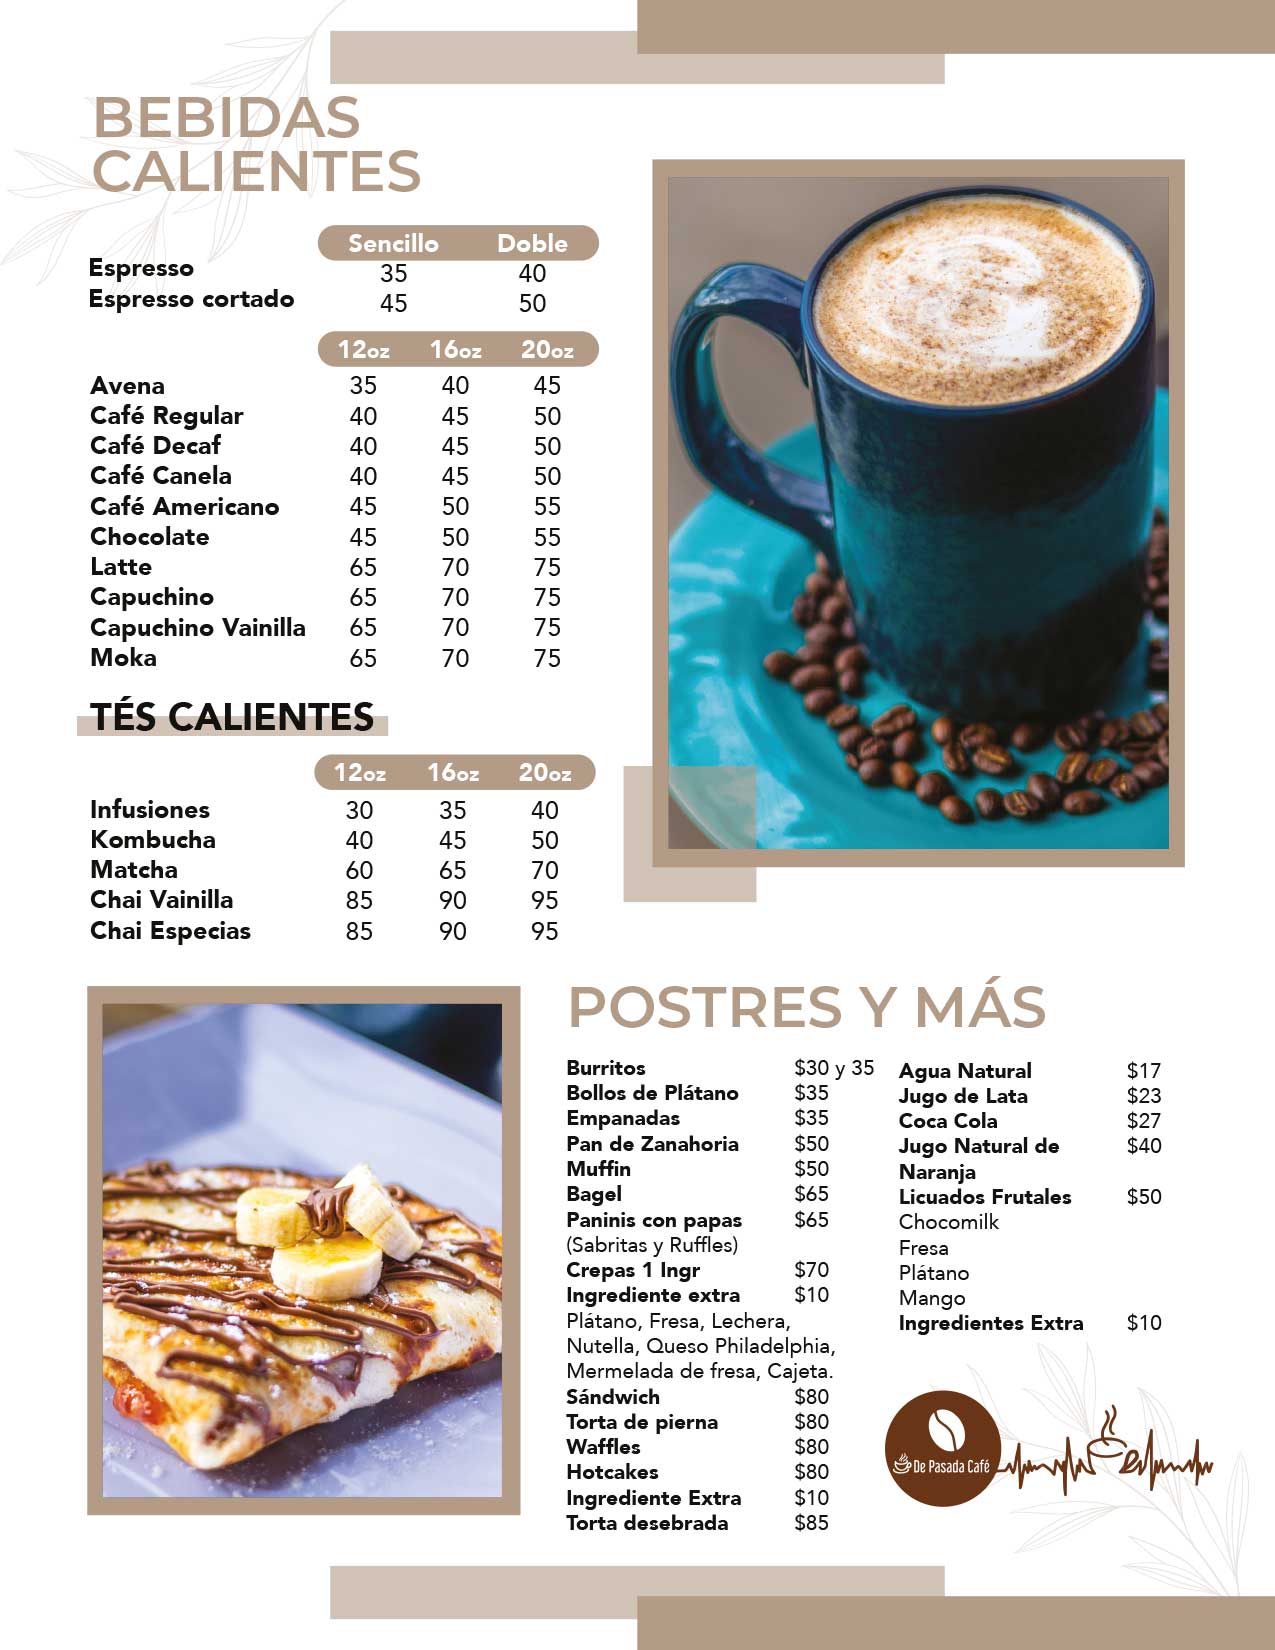 BEBIDAS
CALIENTES
Sencillo Doble
Espresso 35 40
Espresso cortado 45 50
12oz 16oz 20oz
Avena 35 40 45
Café Regular 40 45 50
Café Decaf 40 45 50
Café Canela 40 45 50
Café Americano 45 50 55
Chocolate 45 50 55
Latte 65 70 75
Capuchino 65 70 75
Capuchino Vainilla 65 70 75
Moka 65 70 75
TÉS CALIENTES
12oz 16oz 20oz
Infusiones 30 35 40
Kombucha 40 45 50
Matcha 60 65 70
Chai Vainilla 85 90 95
Chai Especias 85 90 95
POSTRES Y MÁS
Burritos $30 y 35
Bollos de Plátano $35
Empanadas $35
Pan de Zanahoria $50
Muffin $50
Bagel $65
Paninis con papas $65
(Sabritas y Ruffles)
Crepas 1 Ingr $70
Ingrediente extra $10
Plátano, Fresa, Lechera,
Nutella, Queso Philadelphia,
Mermelada de fresa, Cajeta.
Sándwich $80
Torta de pierna $80
Waffles $80
Hotcakes $80
Ingrediente Extra $10
Torta desebrada $85
Agua Natural $17
Jugo de Lata $23
Coca Cola $27
Jugo Natural de $40
Naranja
Licuados Frutales $50
Chocomilk
Fresa
Plátano
Mango
Ingredientes Extra $10
De Pasada Café